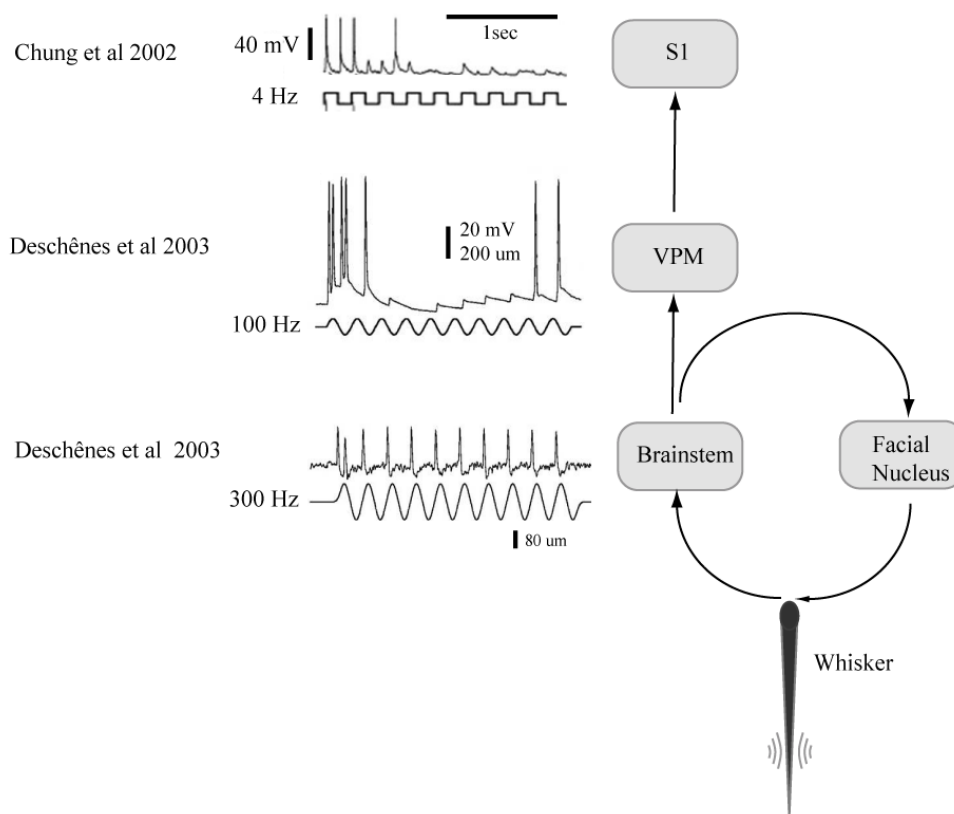 Chung et al 2002
40 mV
1sec
4 Hz
S1
Deschênes et al 2003
20 mV
200 um
100 Hz
VPM
Deschênes et al  2003
300 Hz
80 um
Brainstem
Facial
Nucleus
Whisker